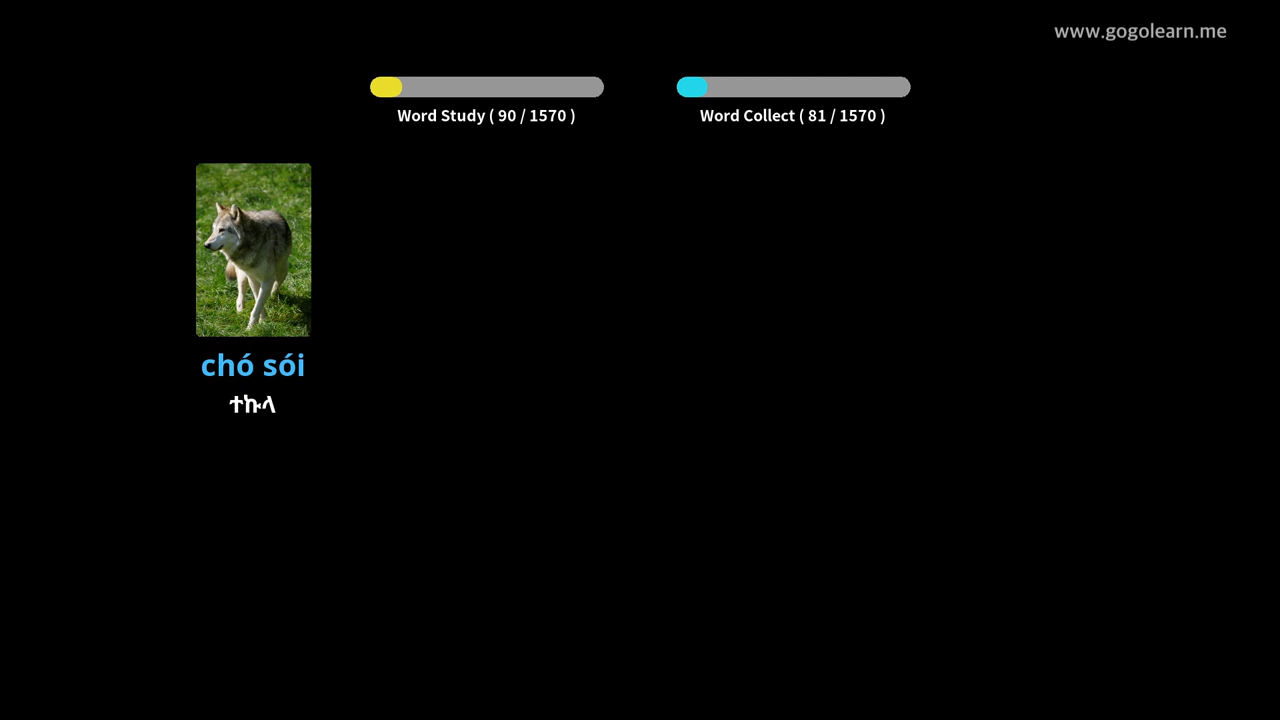 www.gogolearn.me
Word Study ( 90 / 1570 )
Word Collect ( 81 / 1570 )
chó sói
ተኩላ